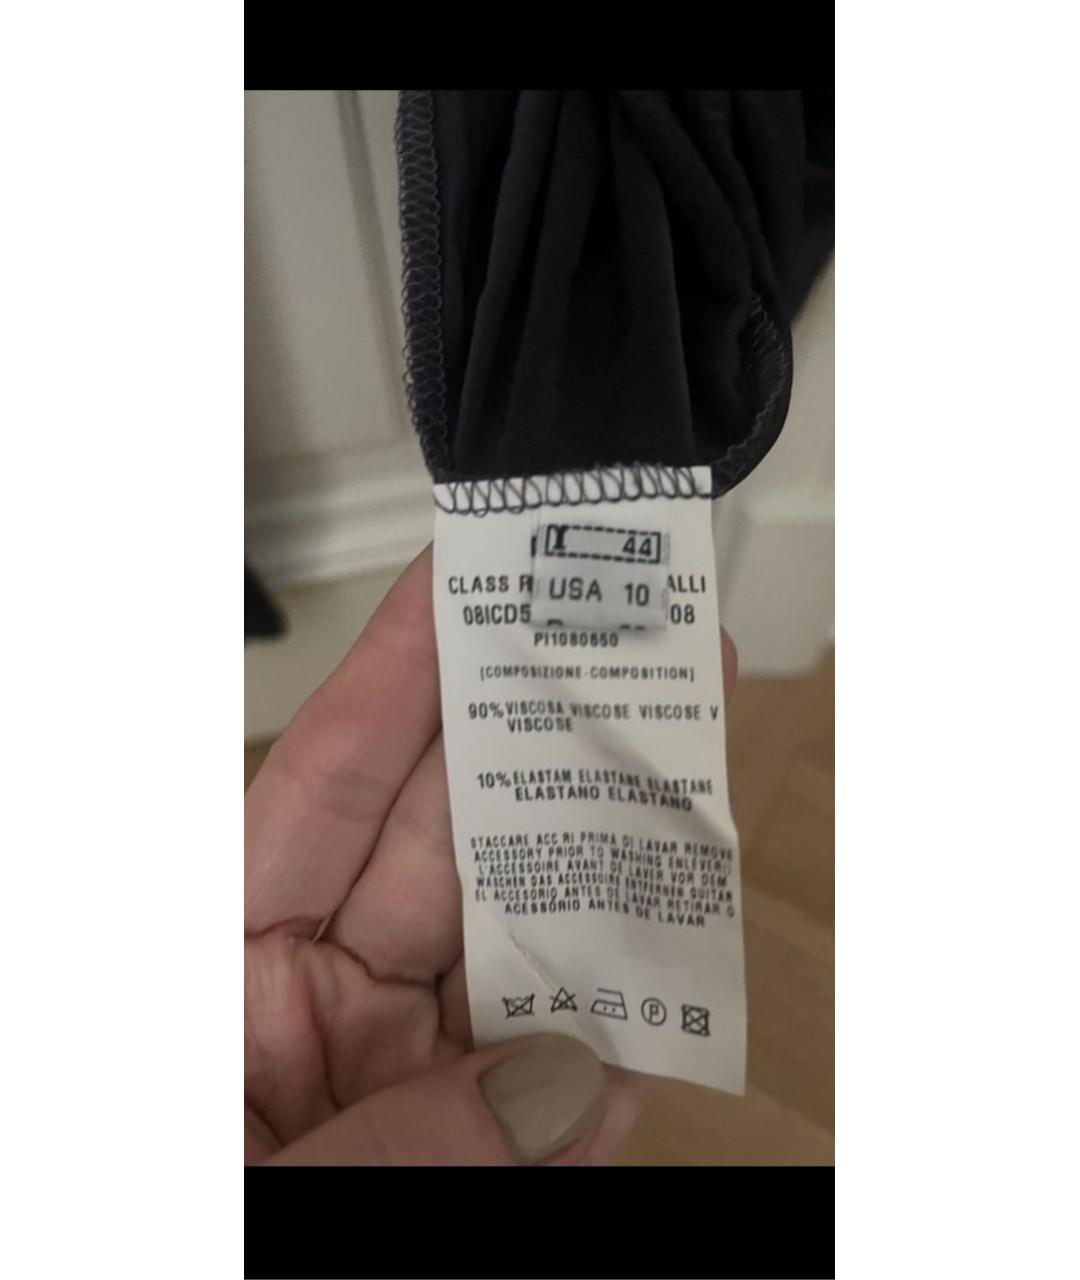 I 44
USA 10
CLASS R ALLI
08ICD5 08
PI1080650
[COMPOSIZIONE-COMPOSITION]
90% VISCOSA VISCOSE VISCOSE V
VISCOSE
10% ELASTAM ELASTANE ELASTANE
ELASTANO ELASTANO
STACCARE ACC RI PRIMA DI LAVAR REMOVE
ACCESSORY PRIOR TO WASHING ENLEVER
L'ACCESSOIRE AVANT DE LAVER VOR DEM
WASCHEN DAS ACCESSOIRE ENTFERNEN QUITAR
EL ACCESORIO ANTES DE LAVAR RETIRAR O
ACESSÓRIO ANTES DE LAVAR
P